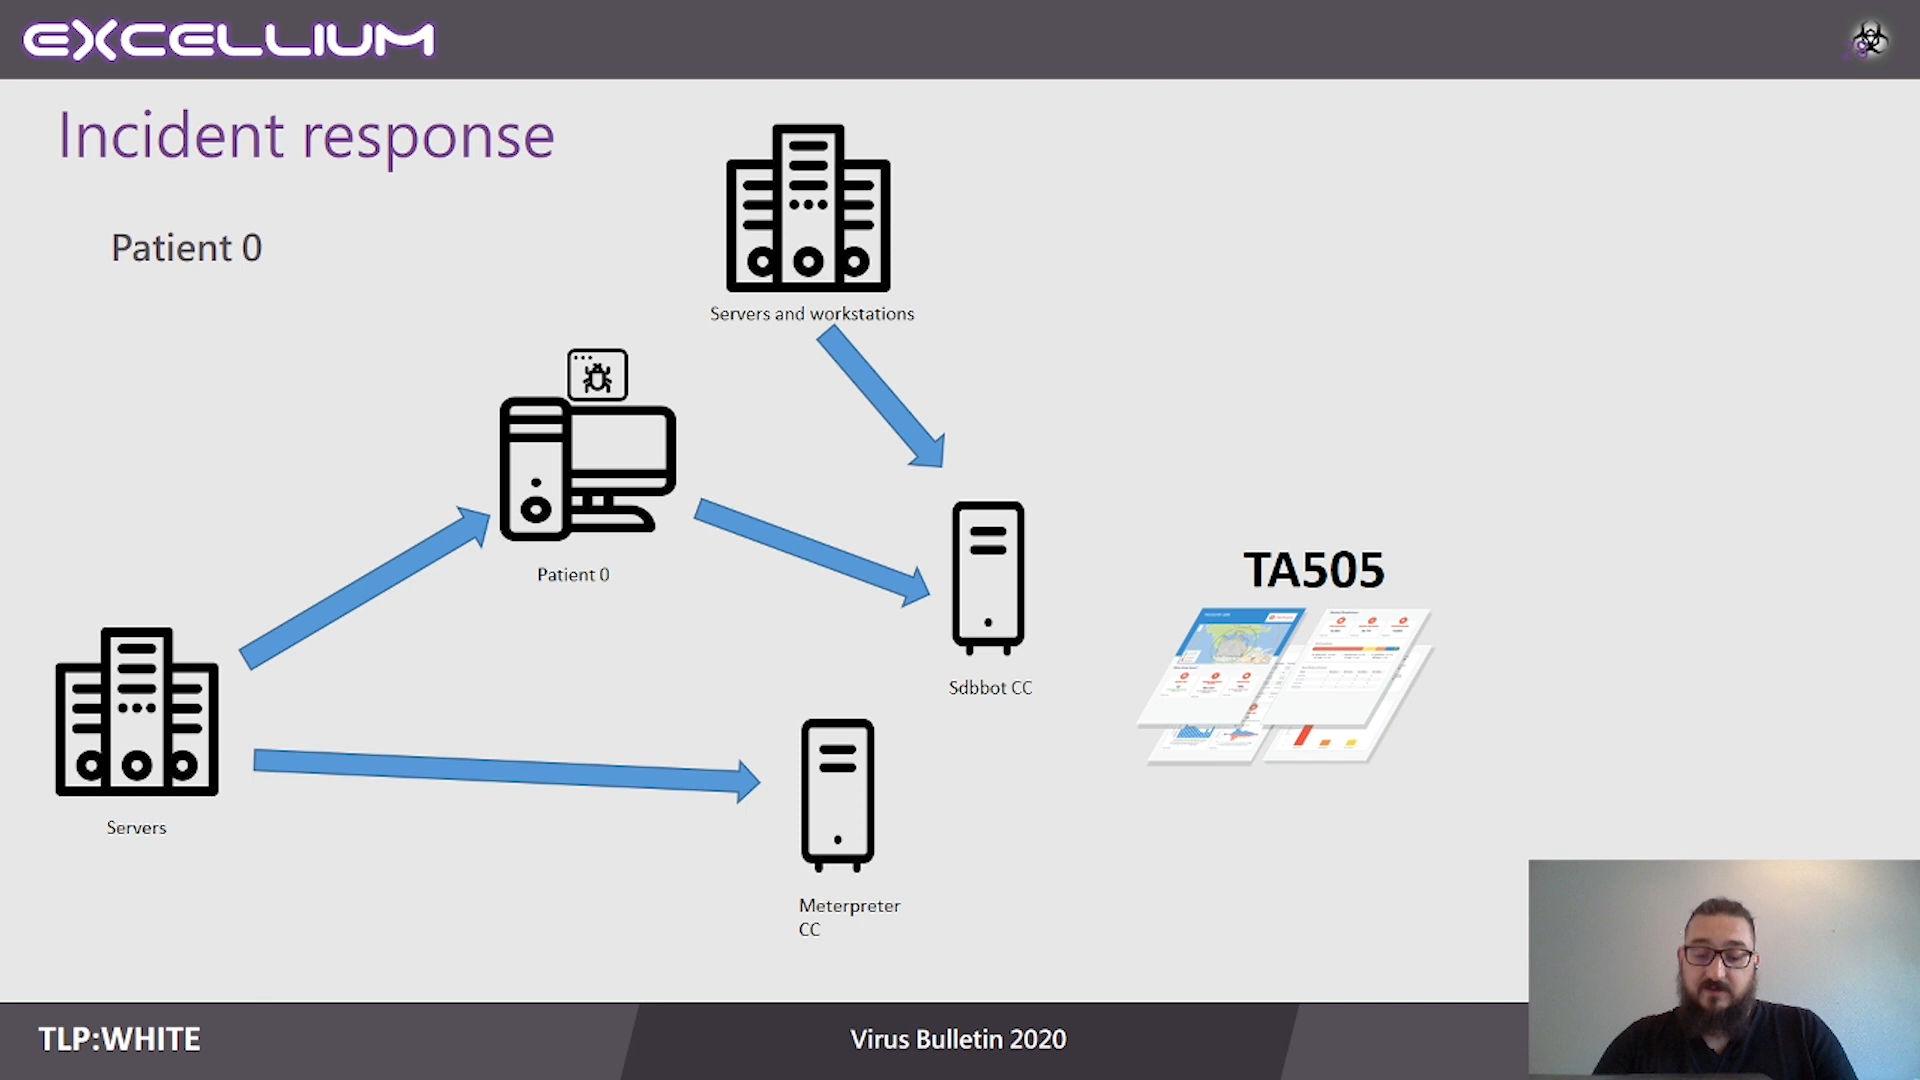 EXCELLIUM
Incident response
Patient 0
Servers and workstations
Patient 0
TA505
Sdbbot CC
Servers
Meterpreter
CC
TLP:WHITE
Virus Bulletin 2020